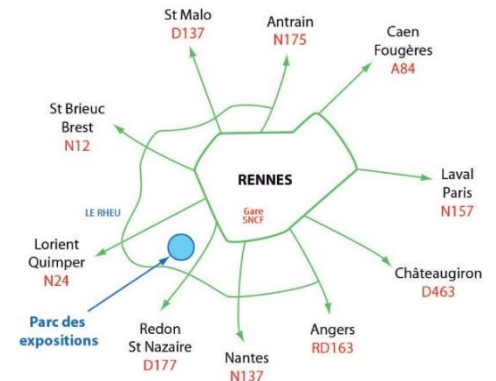 St Malo
D137
Antrain
N175
Caen
Fougères
A84
St Brieuc
Brest
N12
RENNES
Laval
Paris
N157
LE RHEU
Gare
SNCF
Lorient
Quimper
N24
Châteaugiron
D463
Parc des
expositions
Redon
St Nazaire
D177
Nantes
N137
Angers
RD163